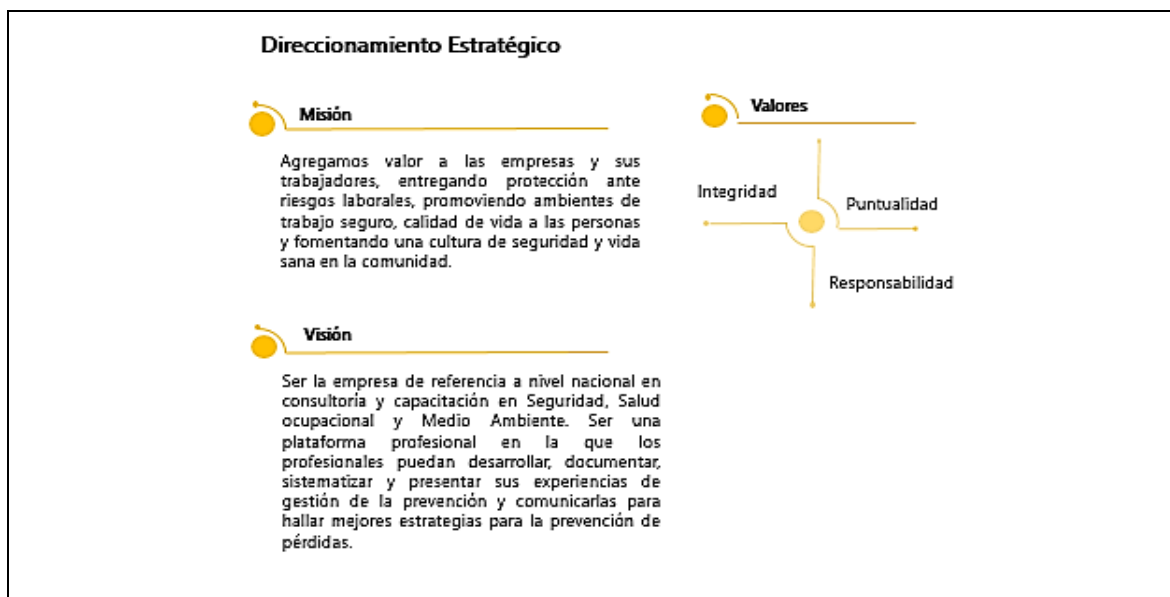 Direccionamiento Estratégico
Misión
Agregamos valor a las empresas y sus
trabajadores, entregando protección ante
riesgos laborales, promoviendo ambientes de
trabajo seguro, calidad de vida a las personas
y fomentando una cultura de seguridad y vida
sana en la comunidad.
Visión
Ser la empresa de referencia a nivel nacional en
consultoría y capacitación en Seguridad, Salud
ocupacional y Medio Ambiente. Ser una
plataforma profesional en la que los
profesionales puedan desarrollar, documentar,
sistematizar y presentar sus experiencias de
gestión de la prevención y comunicarlas para
hallar mejores estrategias para la prevención de
pérdidas.
Valores
Integridad
Puntualidad
Responsabilidad